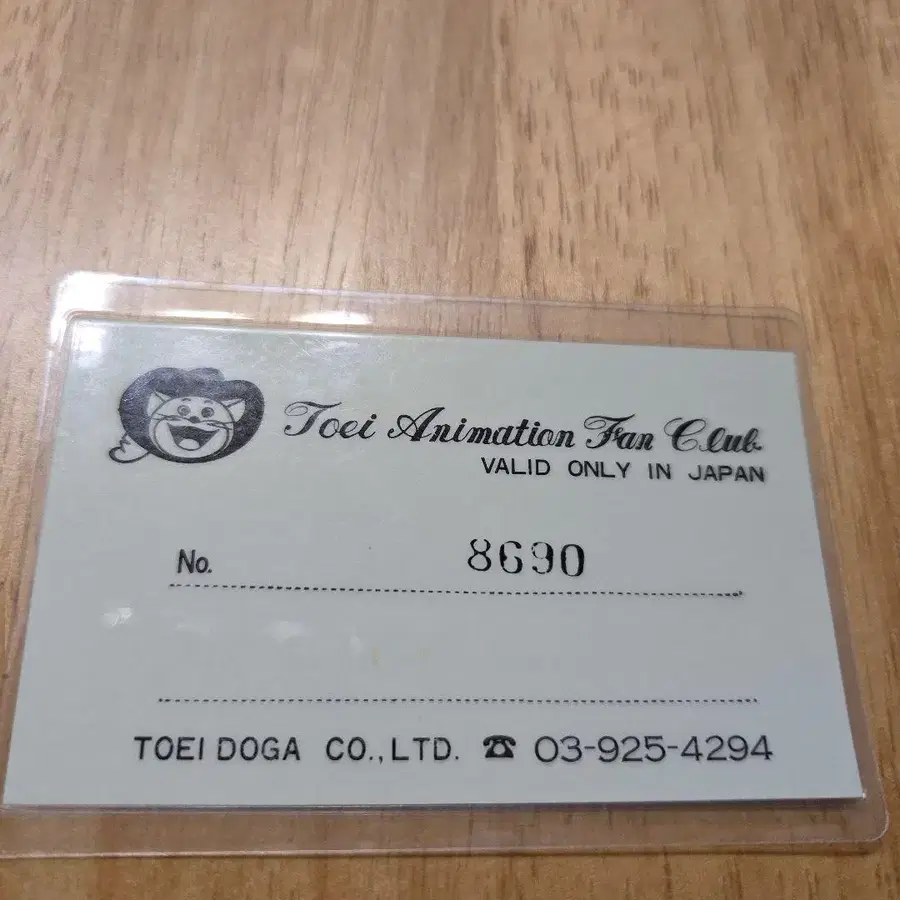 Toei Animation Fan Club
VALID ONLY IN JAPAN
No. 8690
TOEI DOGA CO.,LTD. ☎ 03-925-4294